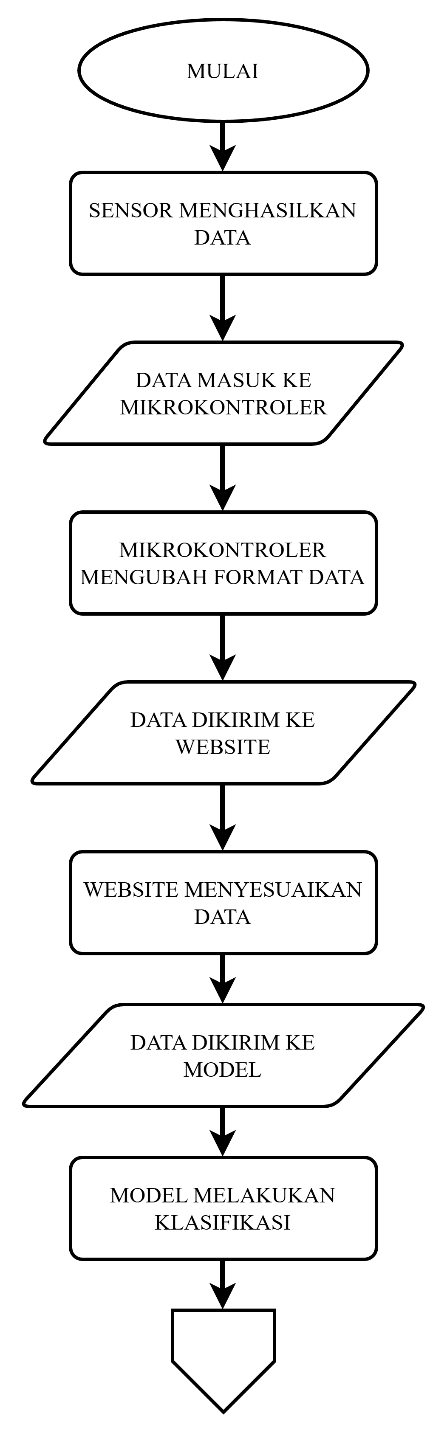 MULAI
SENSOR MENGHASILKAN
DATA
DATA MASUK KE
MIKROKONTROLER
MIKROKONTROLER
MENGUBAH FORMAT DATA
DATA DIKIRIM KE
WEBSITE
WEBSITE MENYESUAIKAN
DATA
DATA DIKIRIM KE
MODEL
MODEL MELAKUKAN
KLASIFIKASI